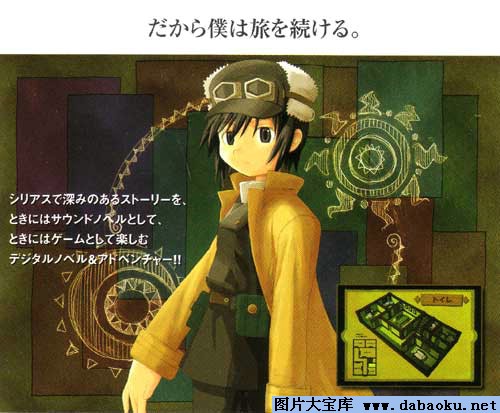 だから僕は旅を続ける。
シリアスで深みのあるストーリーを、
ときにはサウンドノベルとして、
ときにはゲームとして楽しむ
デジタルノベル&アドベンチャー!!
トイレ
图片大宝库 www.dabaoku.net